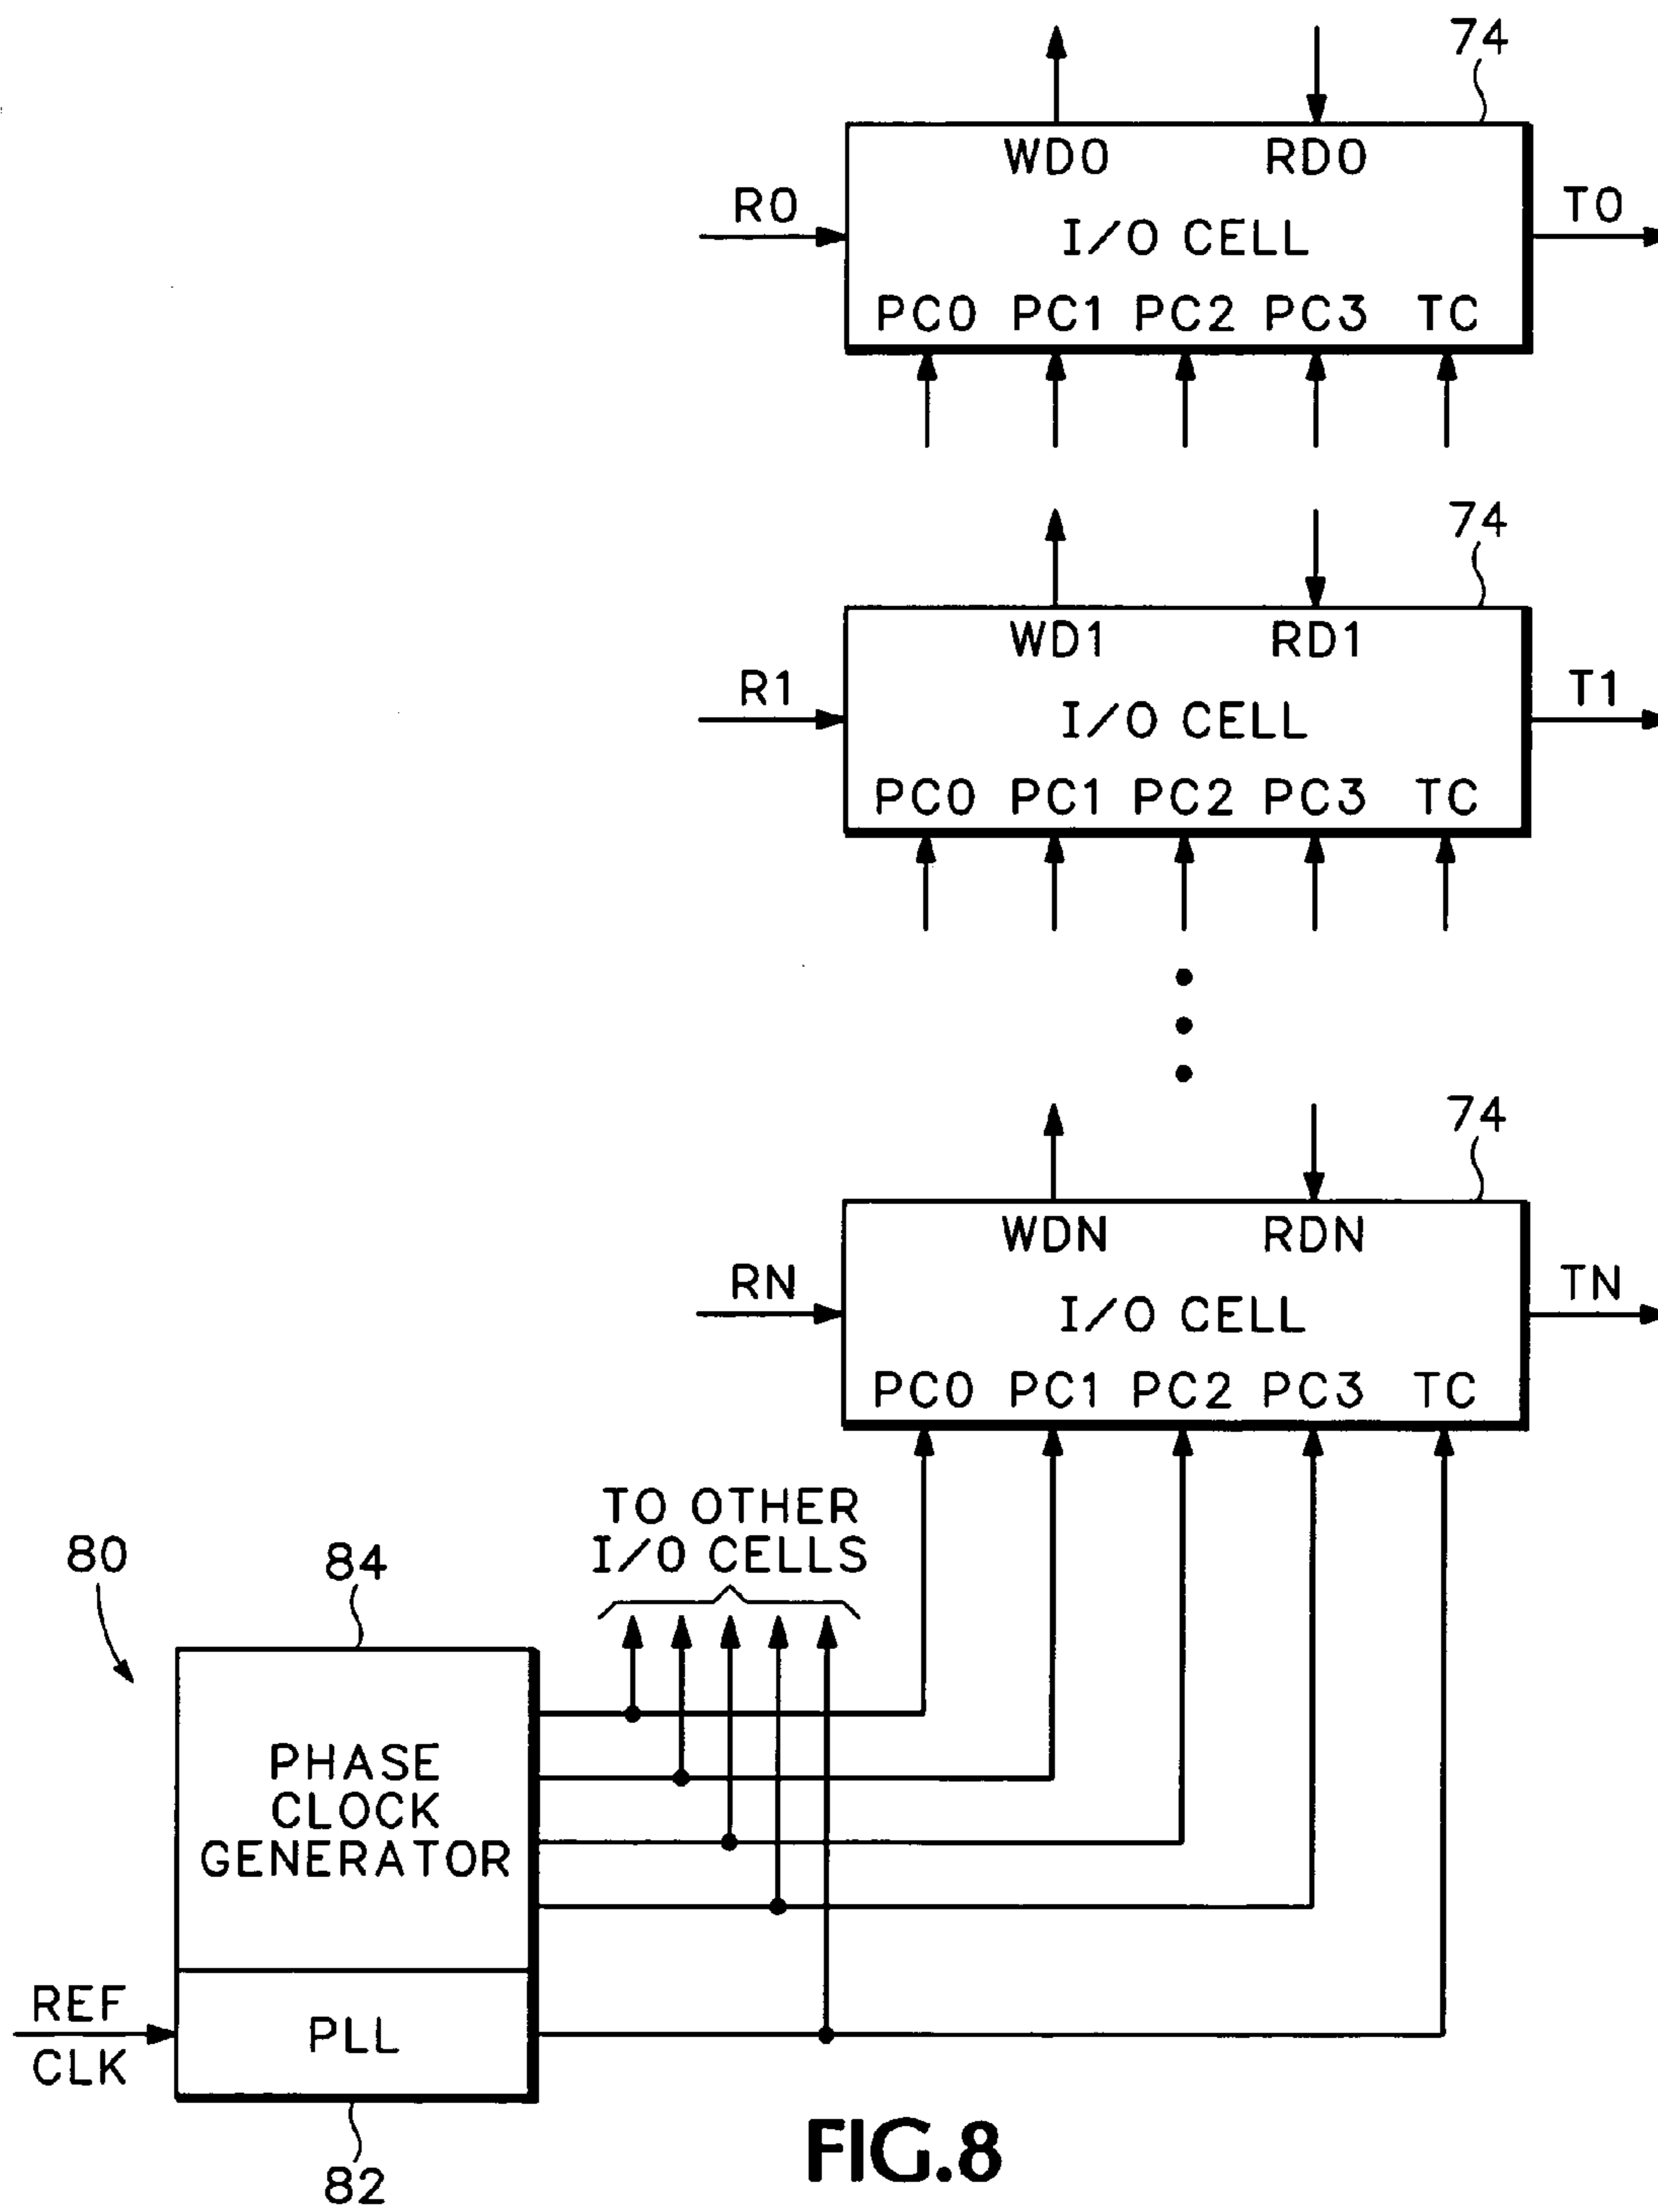 74
WD0 RD0
R0 I/O CELL T0
PC0 PC1 PC2 PC3 TC
74
WD1 RD1
R1 I/O CELL T1
PC0 PC1 PC2 PC3 TC
74
WDN RDN
RN I/O CELL TN
PC0 PC1 PC2 PC3 TC
TO OTHER
I/O CELLS
80
84
PHASE
CLOCK
GENERATOR
REF
CLK
PLL
82
FIG.8